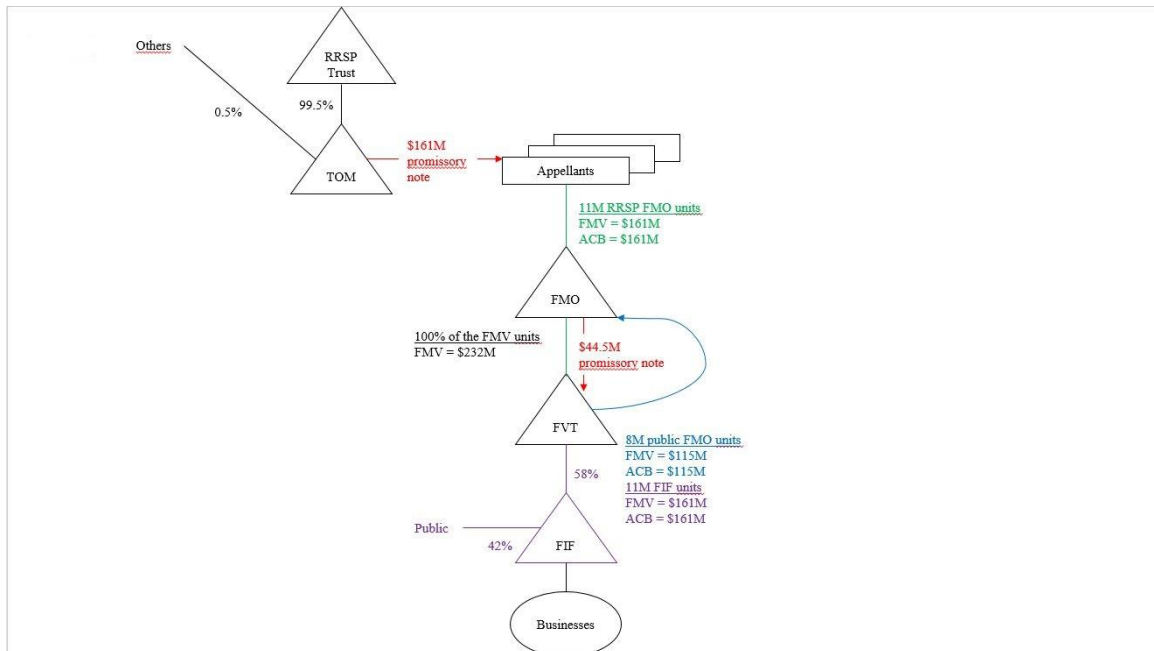 Others
RRSP
Trust
0.5%
99.5%
TOM
$161M
promissory
note
Appellants
11M RRSP FMO units
FMV = $161M
ACB = $161M
FMO
100% of the FMV units
FMV = $232M
$44.5M
promissory note
FVT
8M public FMO units
FMV = $115M
ACB = $115M
11M FIF units
FMV = $161M
ACB = $161M
58%
Public
42%
FIF
Businesses